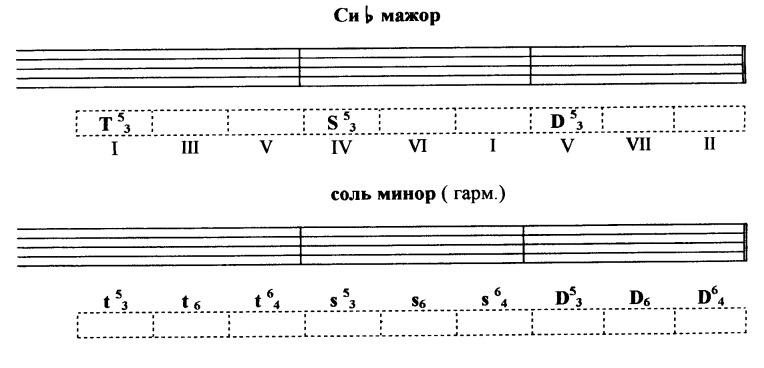 Си♭ мажор
T⁵₃ S⁵₃ D⁵₃
I III V IV VI I V VII II
соль минор ( гарм.)
t⁵₃ t₆ t⁶₄ s⁵₃ s₆ s⁶₄ D⁵₃ D₆ D⁶₄